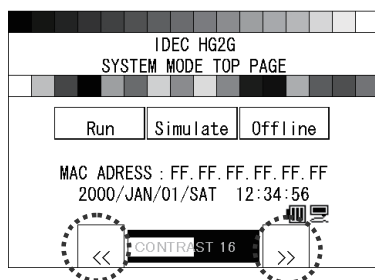 IDEC HG2G
SYSTEM MODE TOP PAGE
Run Simulate Offline
MAC ADRESS : FF. FF. FF. FF. FF. FF
2000/JAN/01/SAT 12:34:56
<< CONTRAST 16 >>